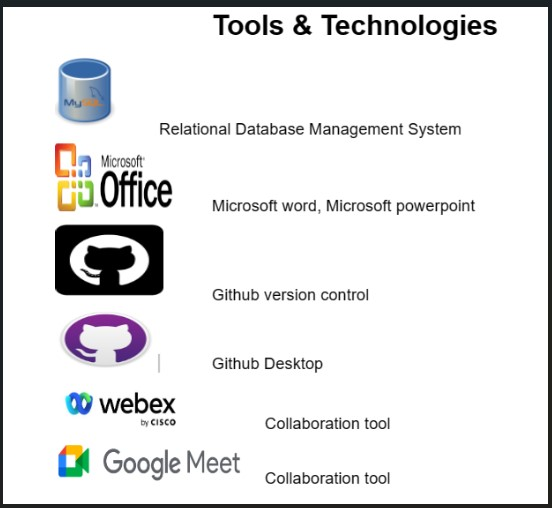 Tools & Technologies
MySQL
Relational Database Management System
Microsoft
Office
Microsoft word, Microsoft powerpoint
Github version control
Github Desktop
webex
by CISCO
Collaboration tool
Google Meet
Collaboration tool